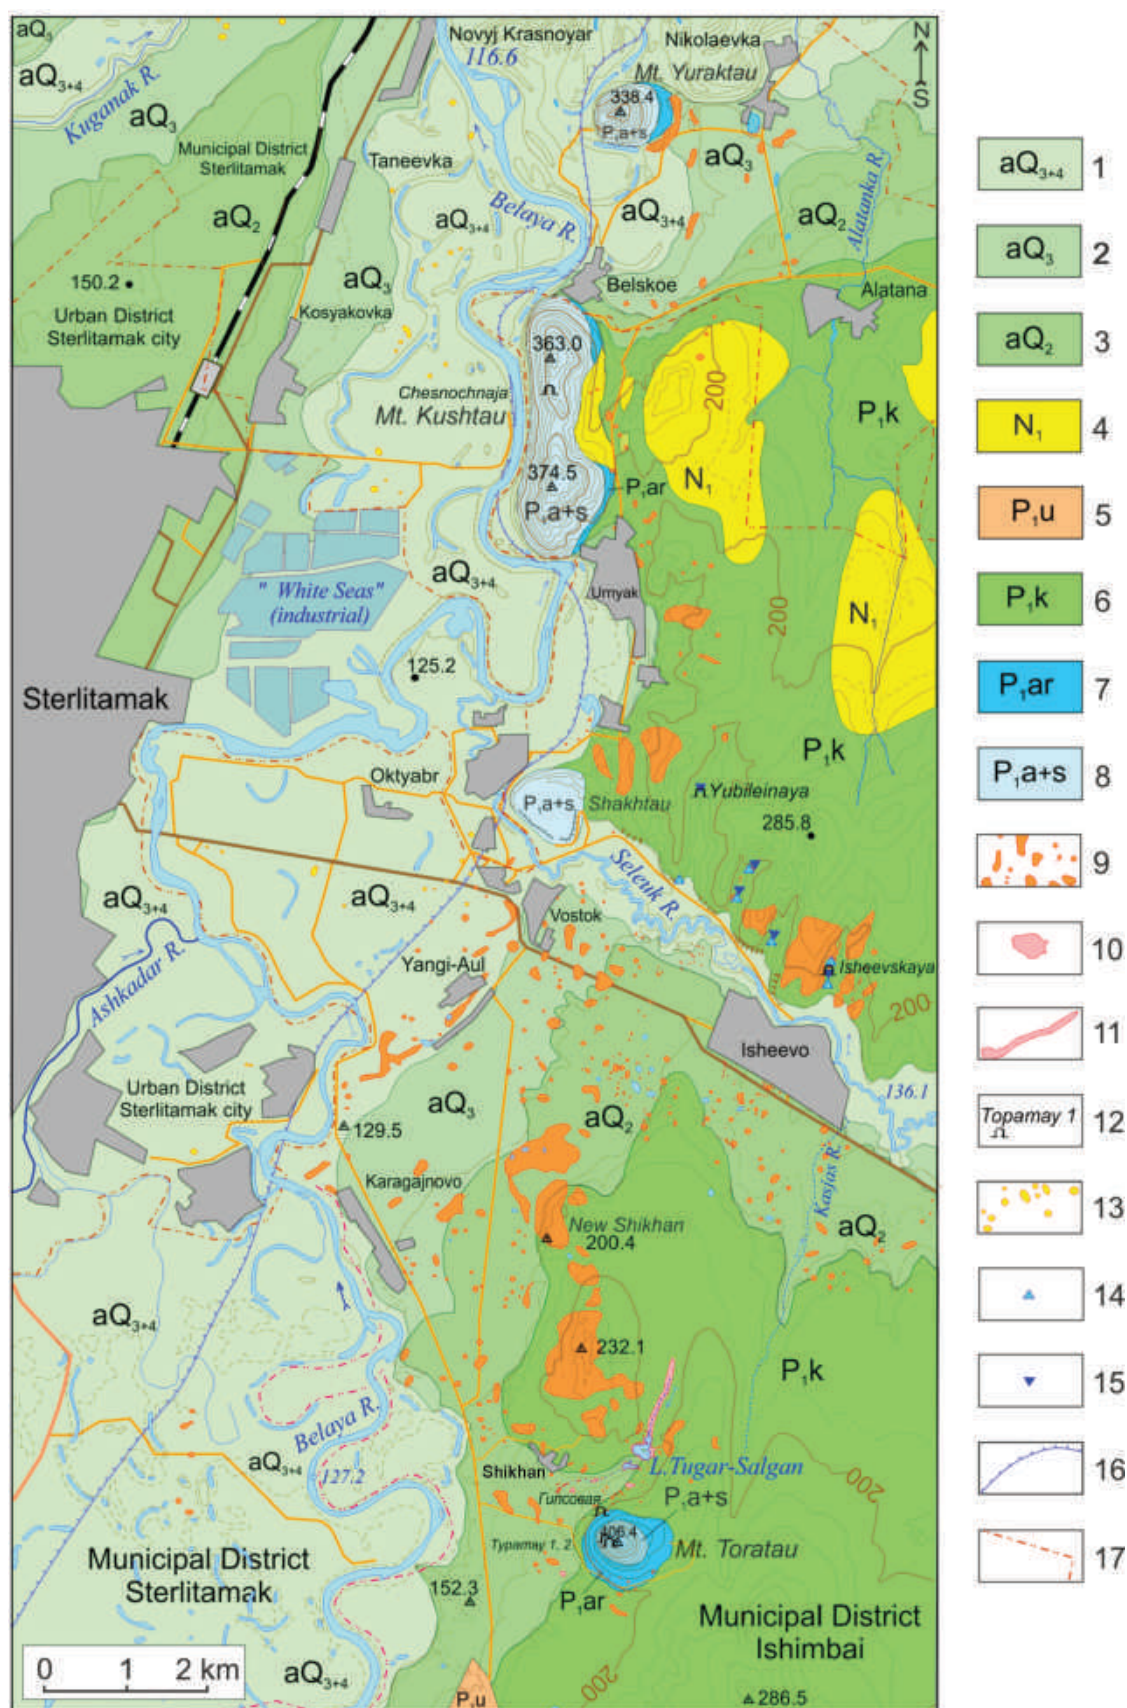 aQ₃
aQ₃₊₄
Kuganak R.
aQ₃
Novyj Krasnoyar
116.6
Nikolaevka
Mt. Yuraktau
N
S
338.4
P₁a+s
Municipal District
Sterlitamak
Taneevka
aQ₃
aQ₂
aQ₃₊₄
Belaya R.
aQ₃₊₄
aQ₂
Alatanka R.
150.2
aQ₃
Belskoe
Alatana
Urban District
Sterlitamak city
Kosyakovka
363.0
Chesnochnaja
Mt. Kushtau
200
P₁k
374.5
N₁
P₁ar
P₁a+s
aQ₃₊₄
" White Seas"
(industrial)
Umyak
200
N₁
125.2
Sterlitamak
P₁k
Oktyabr
P₁a+s
Shakhtau
Yubileinaya
285.8
Seleuk R.
aQ₃₊₄
aQ₃₊₄
Vostok
Yangi-Aul
Isheevskaya
Ashkadar R.
200
Isheevo
Urban District
Sterlitamak city
aQ₃
136.1
129.5
aQ₂
Karagajnovo
Kasjas R.
New Shikhan
200.4
aQ₂
aQ₃₊₄
232.1
P₁k
Belaya R.
aQ₃₊₄
127.2
Shikhan
L.Tugar-Salgan
200
Гипсовая
P₁a+s
406.4
Typamay 1, 2
Mt. Toratau
Municipal District
Sterlitamak
152.3
P₁ar
Municipal District
Ishimbai
0 1 2 km
aQ₃₊₄
P₁u
200
286.5
aQ₃₊₄ 1
aQ₃ 2
aQ₂ 3
N₁ 4
P₁u 5
P₁k 6
P₁ar 7
P₁a+s 8
9
10
11
Topamay 1 12
13
14
15
16
17